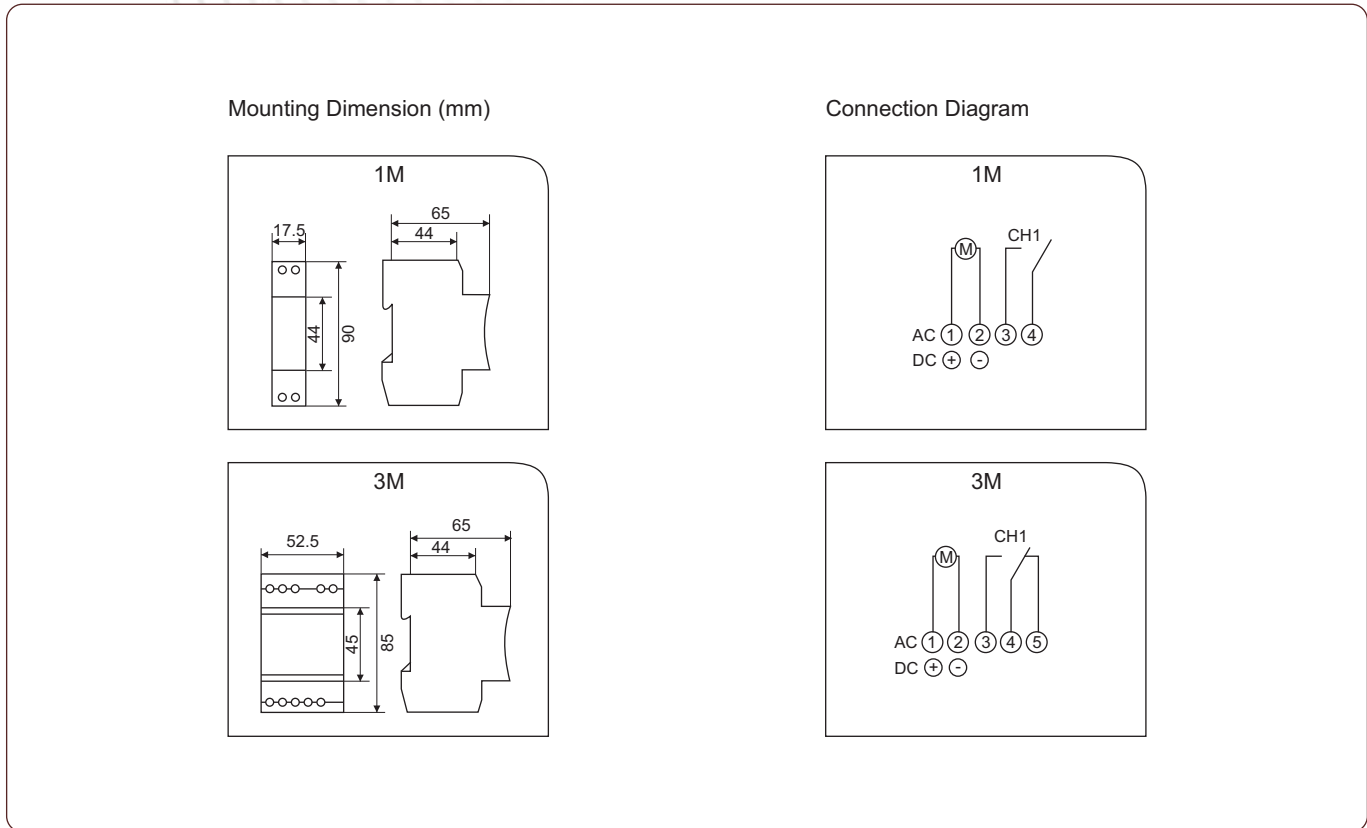 Mounting Dimension (mm)
Connection Diagram
1M
17.5
65
44
44
90
1M
M
CH1
AC 1 2 3 4
DC + -
3M
52.5
65
44
45
85
3M
M
CH1
AC 1 2 3 4 5
DC + -